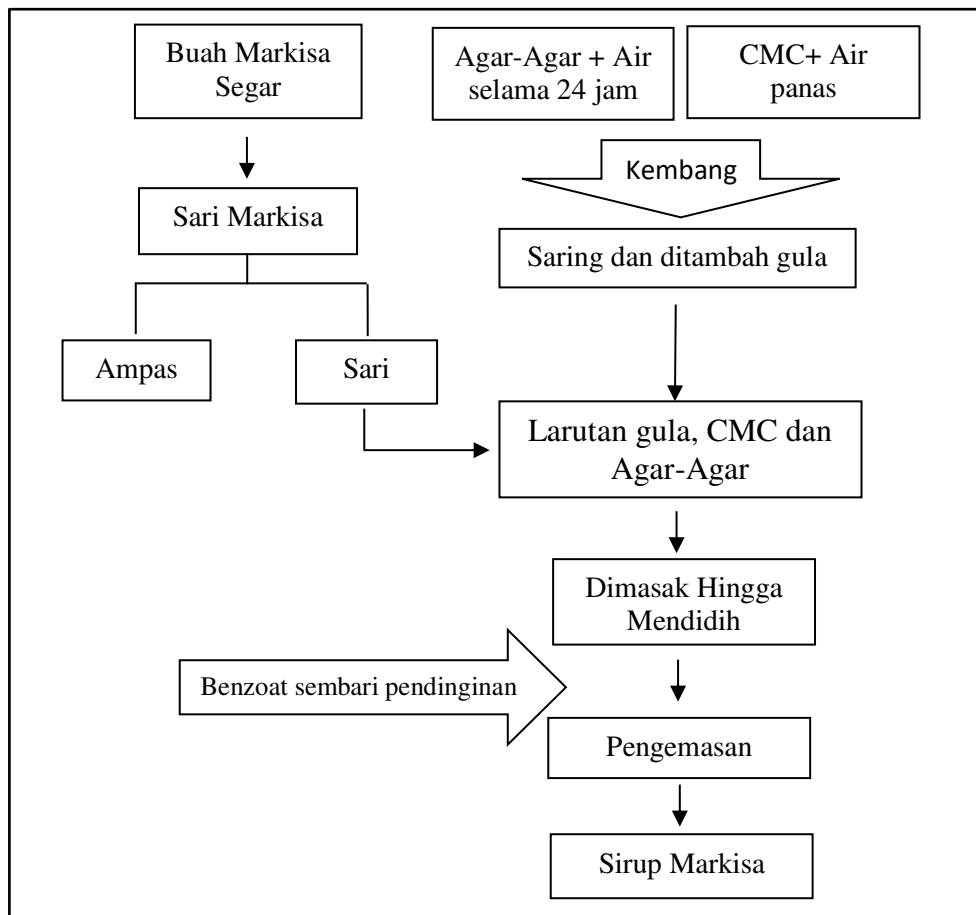 Buah Markisa
Segar
Agar-Agar + Air
selama 24 jam
CMC+ Air
panas
Kembang
Sari Markisa
Saring dan ditambah gula
Ampas
Sari
Larutan gula, CMC dan
Agar-Agar
Dimasak Hingga
Mendidih
Benzoat sembari pendinginan
Pengemasan
Sirup Markisa